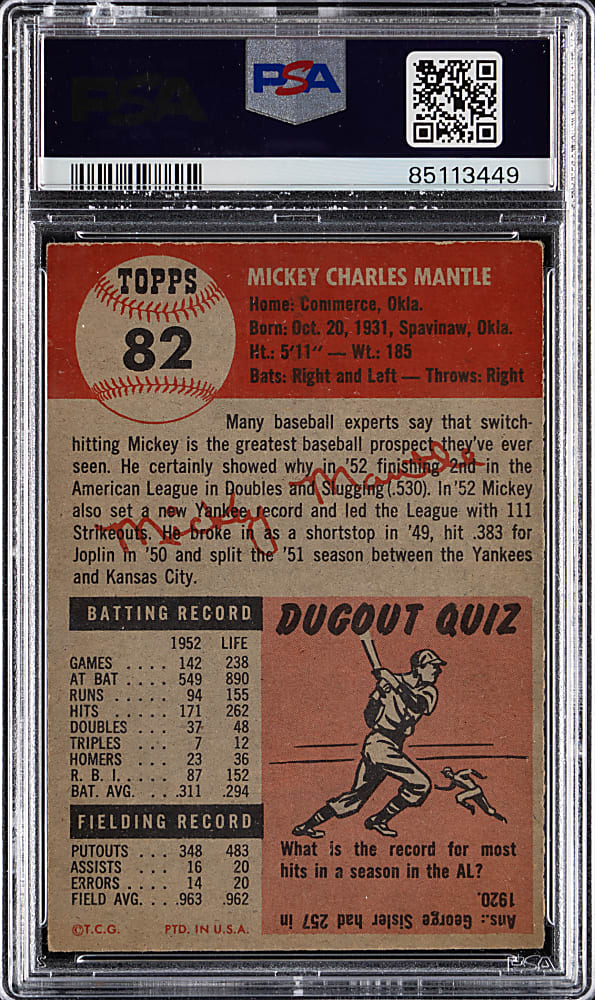 PSA
PSA
85113449
TOPPS
82
MICKEY CHARLES MANTLE
Home: Commerce, Okla.
Born: Oct. 20, 1931, Spavinaw, Okla.
Ht.: 5'11" — Wt.: 185
Bats: Right and Left — Throws: Right
Many baseball experts say that switch-
hitting Mickey is the greatest baseball prospect they've ever
seen. He certainly showed why in '52 finishing 2nd in the
American League in Doubles and Slugging (.530). In '52 Mickey
also set a new Yankee record and led the League with 111
Strikeouts. He broke in as a shortstop in '49, hit .383 for
Joplin in '50 and split the '51 season between the Yankees
and Kansas City.
Mickey Mantle
BATTING RECORD
1952 LIFE
GAMES .... 142 238
AT BAT .... 549 890
RUNS .... 94 155
HITS ..... 171 262
DOUBLES ... 37 48
TRIPLES ... 7 12
HOMERS ... 23 36
R. B. I. .... 87 152
BAT. AVG. ... .311 .294
FIELDING RECORD
PUTOUTS ... 348 483
ASSISTS ... 16 20
ERRORS .... 14 20
FIELD AVG. ... .963 .962
©T.C.G. PTD. IN U.S.A.
DUGOUT QUIZ
What is the record for most
hits in a season in the AL?
Ans.: George Sisler had 257 in
1920.
PSA